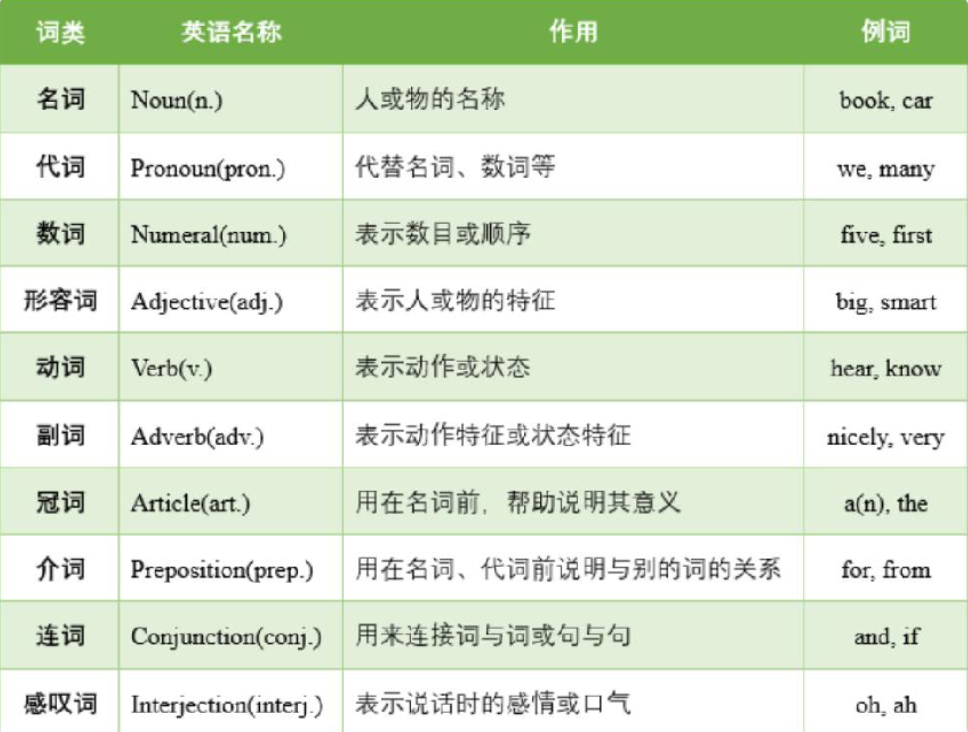 词类 英语名称 作用 例词
名词 Noun(n.) 人或物的名称 book, car
代词 Pronoun(pron.) 代替名词、数词等 we, many
数词 Numeral(num.) 表示数目或顺序 five, first
形容词 Adjective(adj.) 表示人或物的特征 big, smart
动词 Verb(v.) 表示动作或状态 hear, know
副词 Adverb(adv.) 表示动作特征或状态特征 nicely, very
冠词 Article(art.) 用在名词前，帮助说明其意义 a(n), the
介词 Preposition(prep.) 用在名词、代词前说明与别的词的关系 for, from
连词 Conjunction(conj.) 用来连接词与词或句与句 and, if
感叹词 Interjection(interj.) 表示说话时的感情或口气 oh, ah